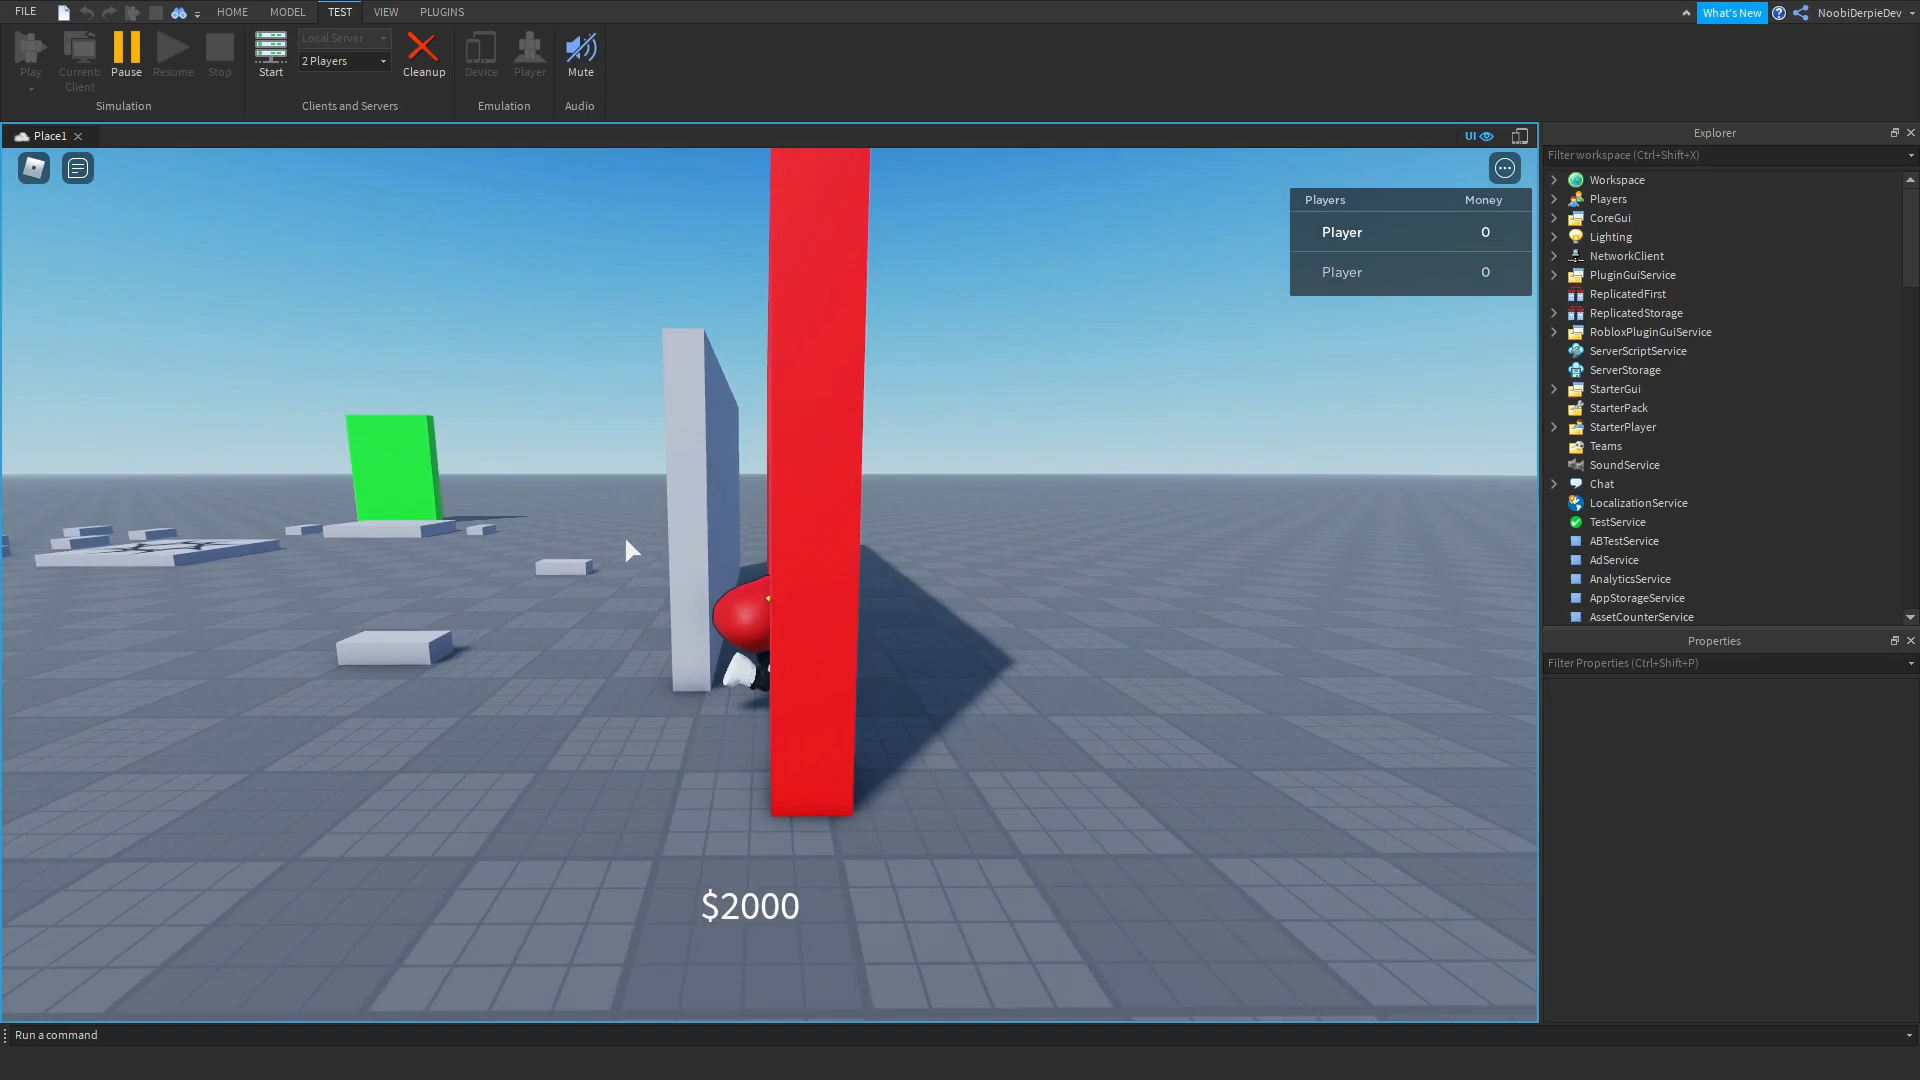 FILE HOME MODEL TEST VIEW PLUGINS What's New NoobiDerpieDev
Play
Current:
Client
Pause
Resume
Stop
Simulation
Start
Local Server
2 Players
Cleanup
Clients and Servers
Device
Player
Emulation
Mute
Audio
Place1
UI
Players Money
Player 0
Player 0
$2000
Explorer
Filter workspace (Ctrl+Shift+X)
Workspace
Players
CoreGui
Lighting
NetworkClient
PluginGuiService
ReplicatedFirst
ReplicatedStorage
RobloxPluginGuiService
ServerScriptService
ServerStorage
StarterGui
StarterPack
StarterPlayer
Teams
SoundService
Chat
LocalizationService
TestService
ABTestService
AdService
AnalyticsService
AppStorageService
AssetCounterService
Properties
Filter Properties (Ctrl+Shift+P)
Run a command